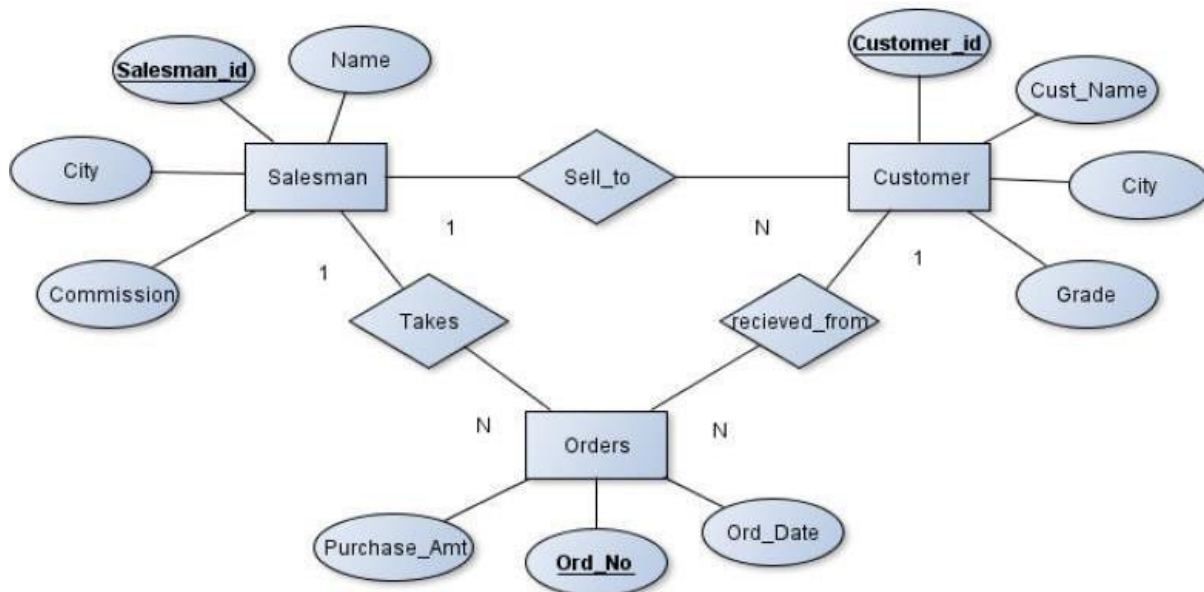 Salesman_id
Name
Customer_id
Cust_Name
City
Salesman
Sell_to
Customer
City
1
N
1
1
Commission
Takes
recieved_from
Grade
N
N
Orders
Purchase_Amt
Ord_No
Ord_Date